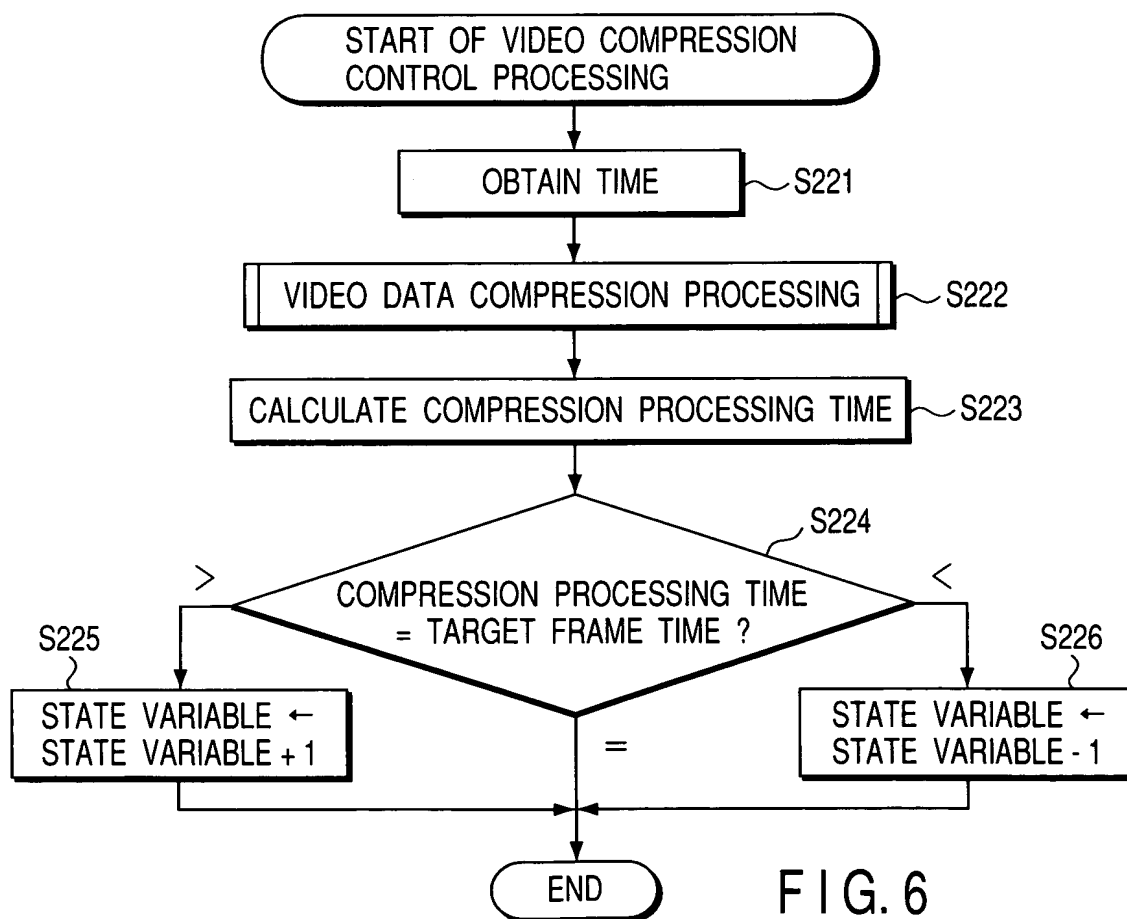 START OF VIDEO COMPRESSION
CONTROL PROCESSING
OBTAIN TIME
S221
VIDEO DATA COMPRESSION PROCESSING
S222
CALCULATE COMPRESSION PROCESSING TIME
S223
S224
>
<
COMPRESSION PROCESSING TIME
= TARGET FRAME TIME ?
S225
S226
STATE VARIABLE ←
STATE VARIABLE + 1
=
STATE VARIABLE ←
STATE VARIABLE - 1
END
FIG. 6